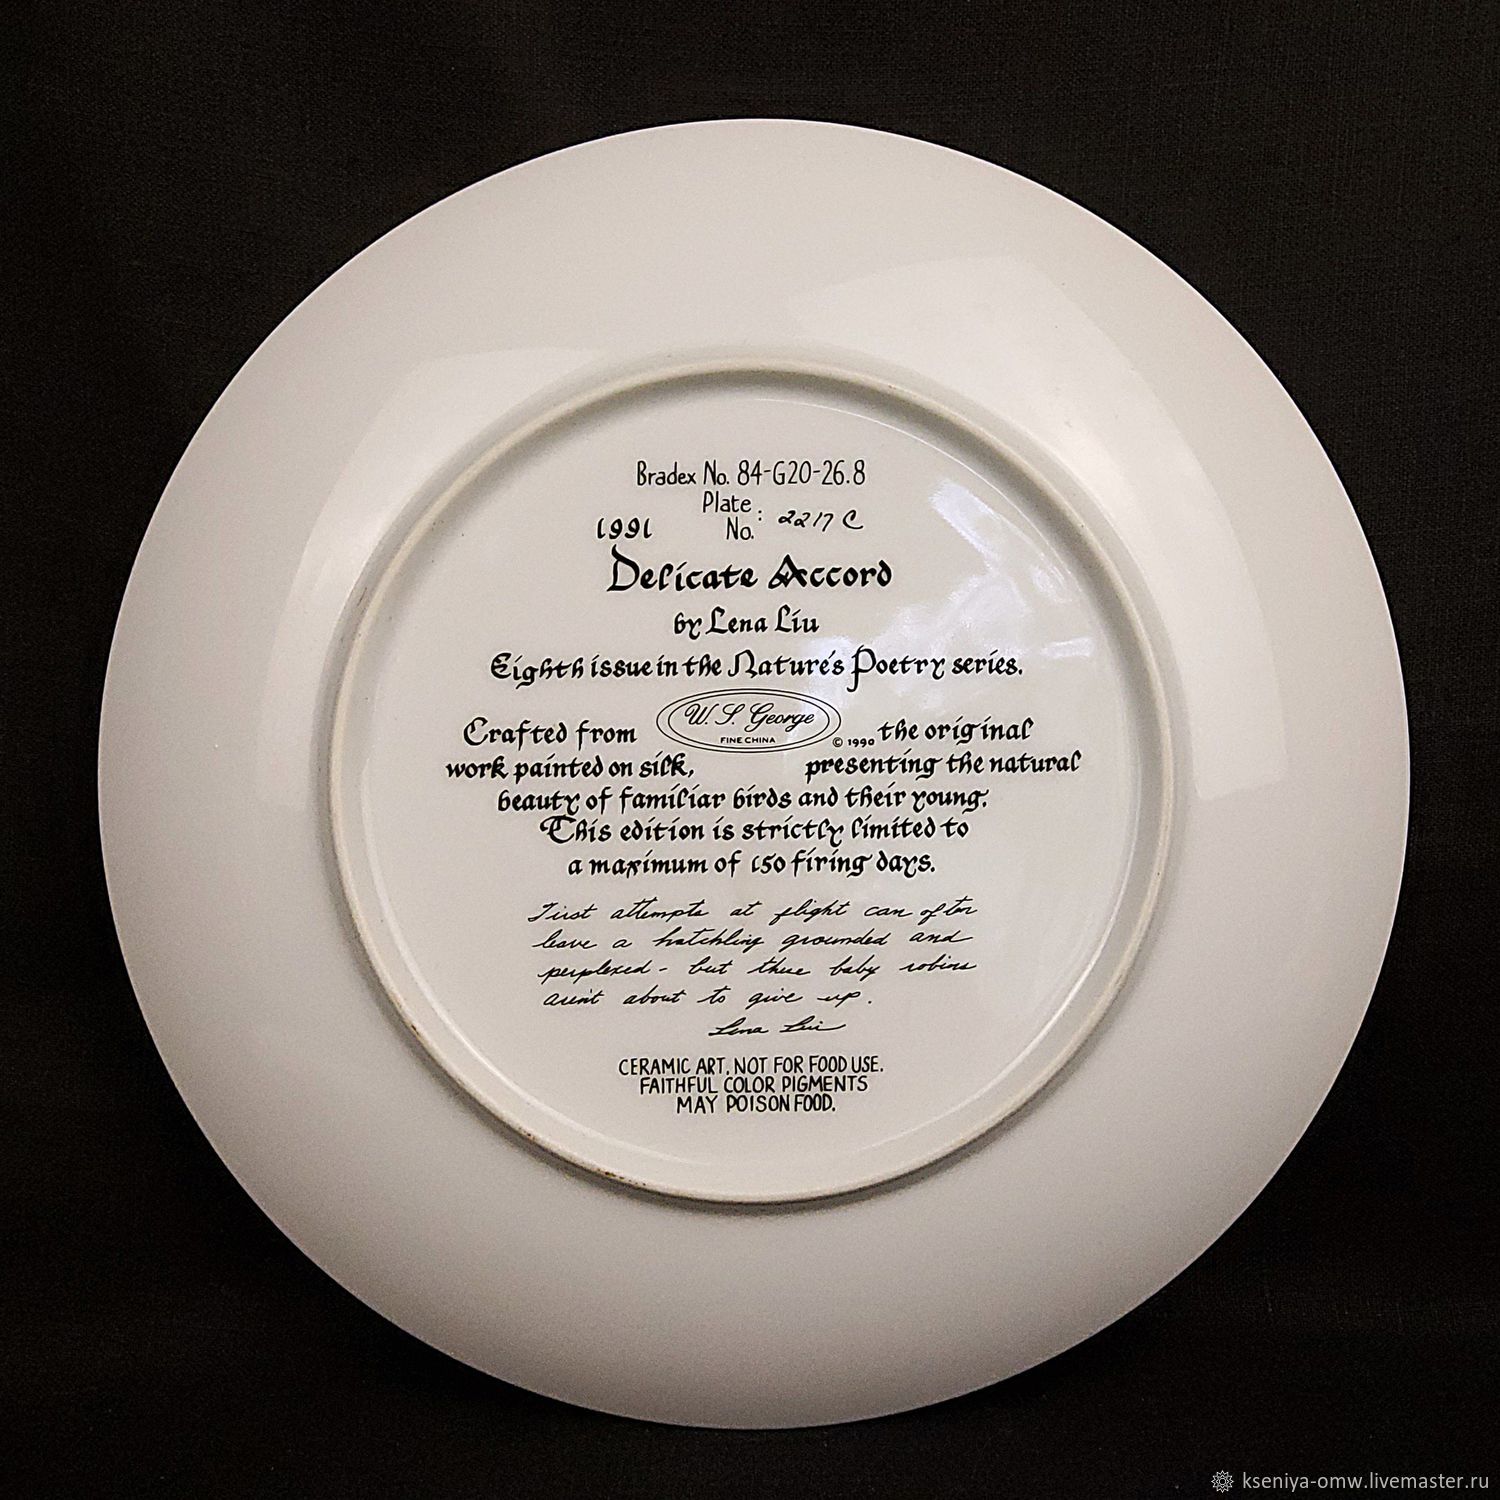 Bradex No. 84-G20-26.8
Plate
No. : 2217 C
1991
Delicate Accord
by Lena Liu
Eighth issue in the Nature's Poetry series.
W. S. George
FINE CHINA
© 1990
Crafted from the original
work painted on silk, presenting the natural
beauty of familiar birds and their young.
This edition is strictly limited to
a maximum of 150 firing days.
First attempts at flight can often
leave a hatchling grounded and
perplexed - but these baby robins
aren't about to give up.
Lena Liu
CERAMIC ART, NOT FOR FOOD USE.
FAITHFUL COLOR PIGMENTS
MAY POISON FOOD.
kseniya-omw.livemaster.ru